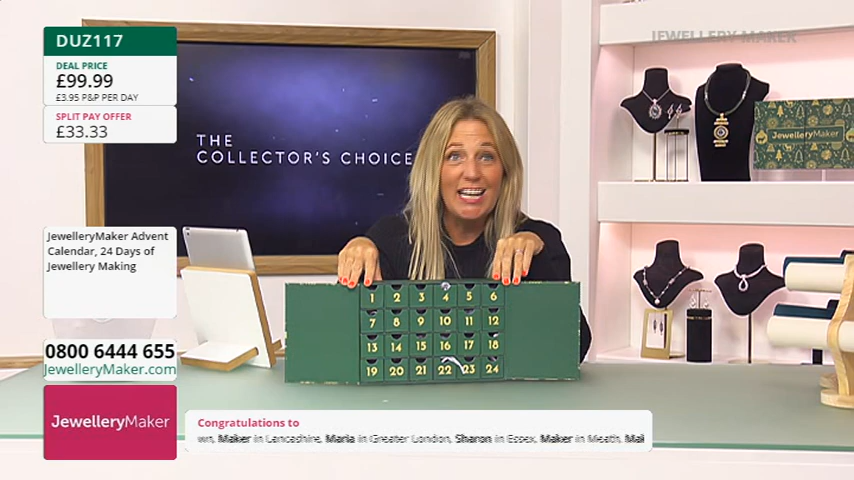 DUZ117
DEAL PRICE
£99.99
£3.95 P&P PER DAY
SPLIT PAY OFFER
£33.33
JEWELLERY MAKER
THE
COLLECTOR'S CHOICE
JewelleryMaker
JewelleryMaker Advent
Calendar, 24 Days of
Jewellery Making
1 2 3 4 5 6
7 8 9 10 11 12
13 14 15 16 17 18
19 20 21 22 23 24
0800 6444 655
JewelleryMaker.com
JewelleryMaker
Congratulations to
wn, Maker in Lancashire, Maria in Greater London, Sharon in Essex, Maker in Meath, Mal